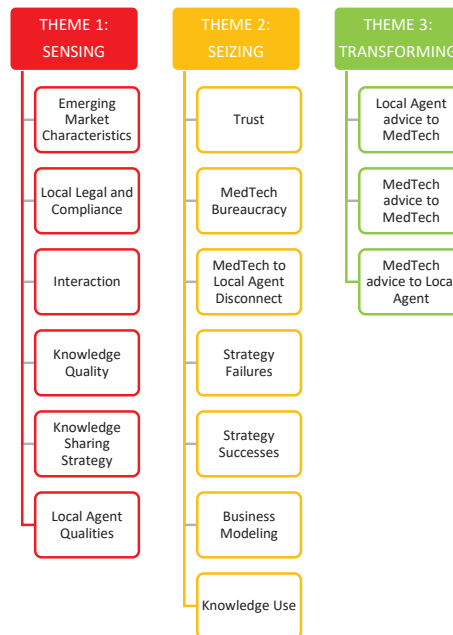 THEME 1:
SENSING
Emerging
Market
Characteristics
Local Legal and
Compliance
Interaction
Knowledge
Quality
Knowledge
Sharing
Strategy
Local Agent
Qualities
THEME 2:
SEIZING
Trust
MedTech
Bureaucracy
MedTech to
Local Agent
Disconnect
Strategy
Failures
Strategy
Successes
Business
Modeling
Knowledge Use
THEME 3:
TRANSFORMING
Local Agent
advice to
MedTech
MedTech
advice to
MedTech
MedTech
advice to Local
Agent